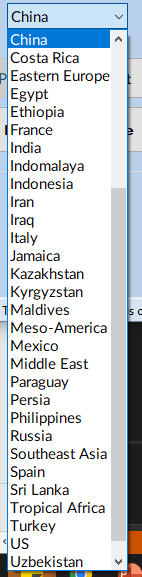 China
China
Costa Rica
Eastern Europe
Egypt
Ethiopia
France
India
Indomalaya
Indonesia
Iran
Iraq
Italy
Jamaica
Kazakhstan
Kyrgyzstan
Maldives
Meso-America
Mexico
Middle East
Paraguay
Persia
Philippines
Russia
Southeast Asia
Spain
Sri Lanka
Tropical Africa
Turkey
US
Uzbekistan